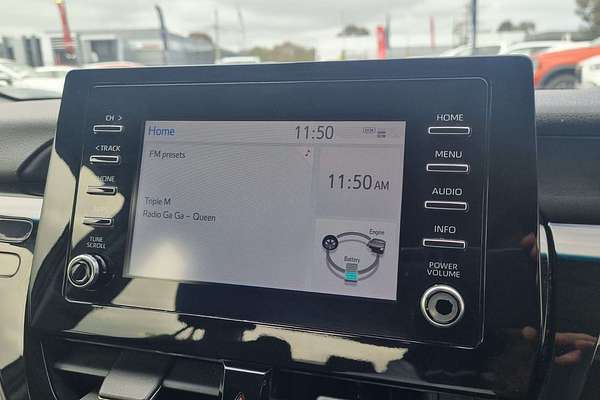 CH >
< TRACK
TUNE
SCROLL
Home
11:50
FM presets
Triple M
Radio Ga Ga – Queen
11:50 AM
Engine
Battery
HOME
MENU
AUDIO
INFO
POWER
VOLUME